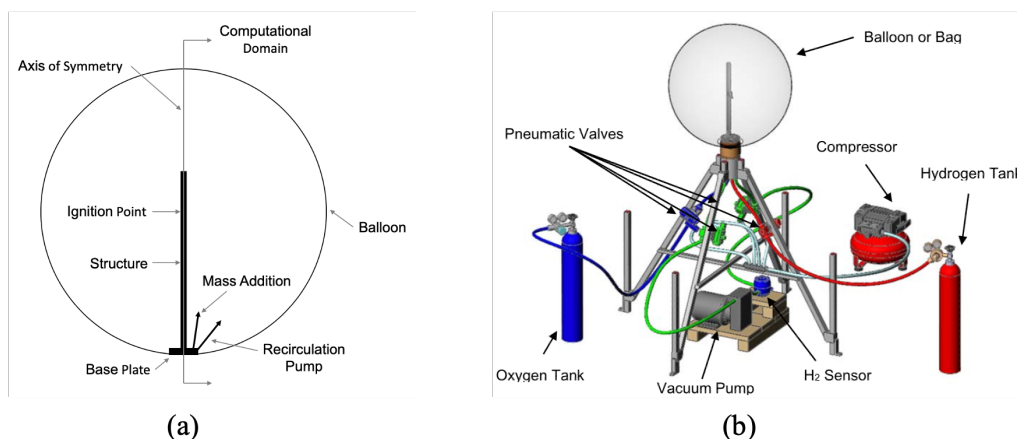 Computational
Domain
Axis of Symmetry
Ignition Point
Balloon
Structure
Mass Addition
Recirculation
Pump
Base Plate
(a)
Balloon or Bag
Pneumatic Valves
Compressor
Hydrogen Tank
Oxygen Tank
H₂ Sensor
Vacuum Pump
(b)